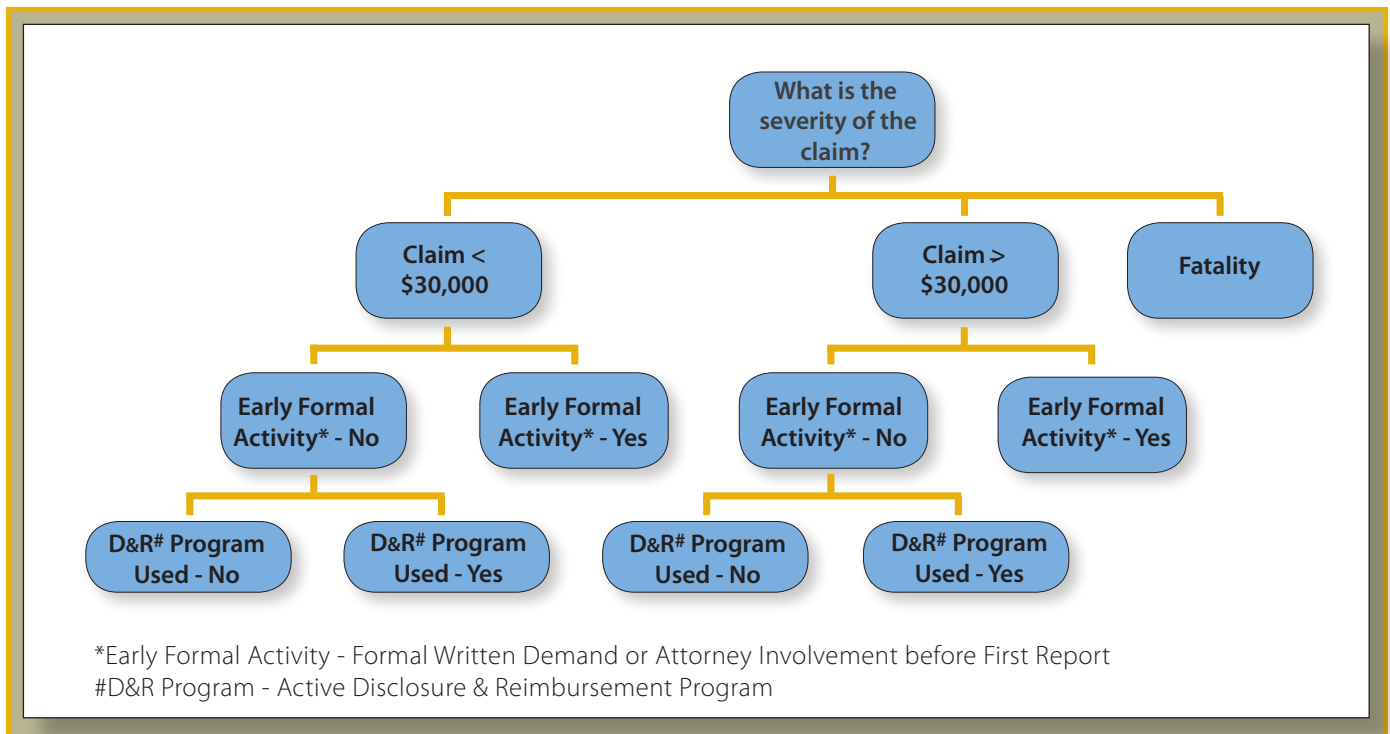 What is the
severity of the
claim?
Claim <
$30,000
Claim >
$30,000
Fatality
Early Formal
Activity* - No
Early Formal
Activity* - Yes
Early Formal
Activity* - No
Early Formal
Activity* - Yes
D&R# Program
Used - No
D&R# Program
Used - Yes
D&R# Program
Used - No
D&R# Program
Used - Yes
*Early Formal Activity - Formal Written Demand or Attorney Involvement before First Report
#D&R Program - Active Disclosure & Reimbursement Program